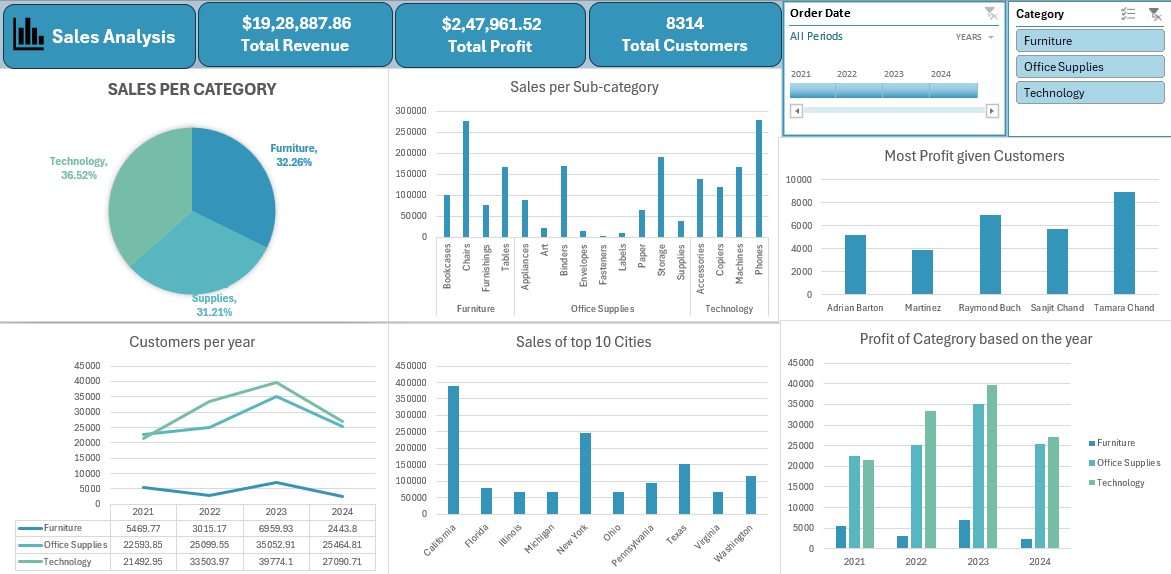 Sales Analysis
$19,28,887.86
Total Revenue
$2,47,961.52
Total Profit
8314
Total Customers
Order Date
All Periods
YEARS
2021 2022 2023 2024
Category
Furniture
Office Supplies
Technology
SALES PER CATEGORY
Technology,
36.52%
Furniture,
32.26%
Supplies,
31.21%
Sales per Sub-category
300000
250000
200000
150000
100000
50000
0
Bookcases Chairs Furnishings Tables Appliances Art Binders Envelopes Fasteners Labels Paper Storage Supplies Accessories Copiers Machines Phones
Furniture Office Supplies Technology
Most Profit given Customers
10000
8000
6000
4000
2000
0
Adrian Barton Martinez Raymond Buch Sanjit Chand Tamara Chand
Customers per year
45000
40000
35000
30000
25000
20000
15000
10000
5000
0
2021 2022 2023 2024
Furniture 5469.77 3015.17 6959.93 2443.8
Office Supplies 22593.85 25099.55 35052.91 25464.81
Technology 21492.95 33503.97 39774.1 27090.71
Sales of top 10 Cities
450000
400000
350000
300000
250000
200000
150000
100000
50000
0
California Florida Illinois Michigan New York Ohio Pennsylvania Texas Virginia Washington
Profit of Categrory based on the year
45000
40000
35000
30000
25000
20000
15000
10000
5000
0
2021 2022 2023 2024
Furniture
Office Supplies
Technology